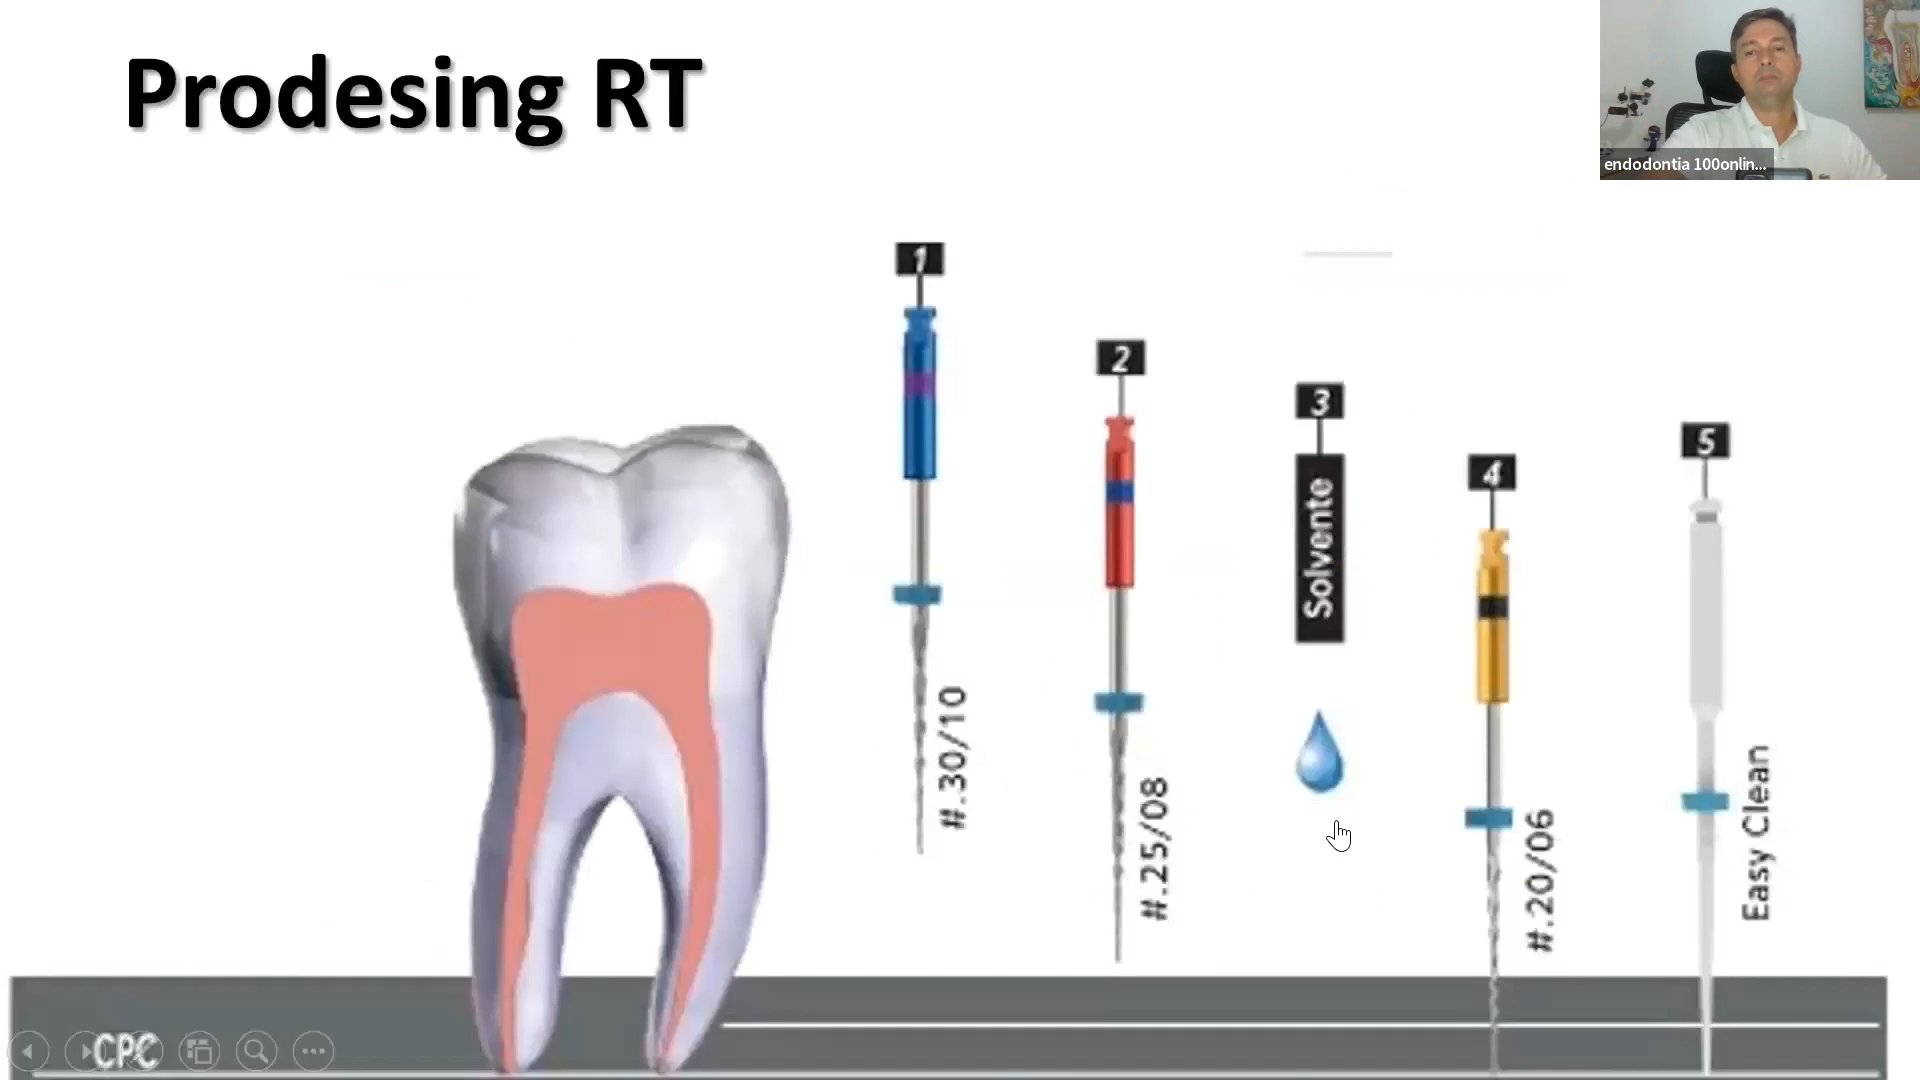 Prodesing RT
endodontia 100onlin...
1
2
3
4
5
Solvente
#.30/10
#.25/08
#.20/06
Easy Clean
CPC